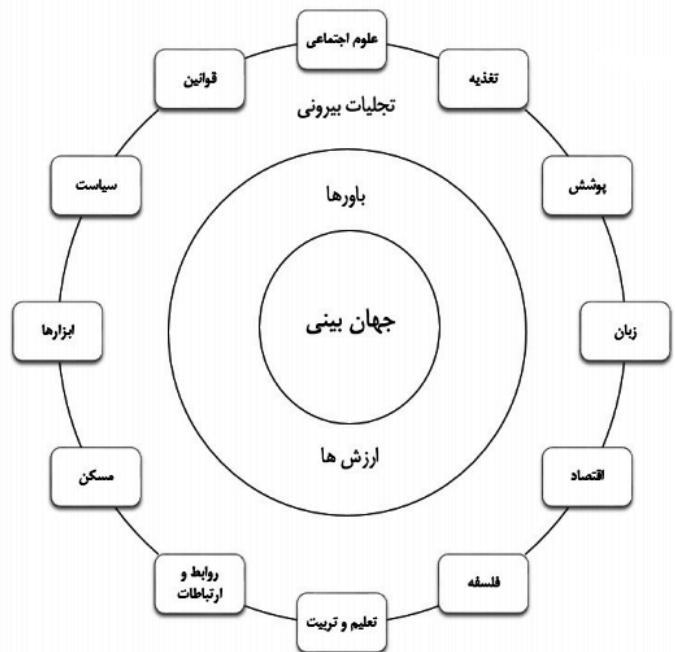 علوم اجتماعی
قوانین
تغذیه
تجلیات بیرونی
سیاست
پوشش
باورها
جهان بینی
ابزارها
زبان
ارزش ها
مسکن
اقتصاد
روابط و
ارتباطات
فلسفه
تعلیم و تربیت